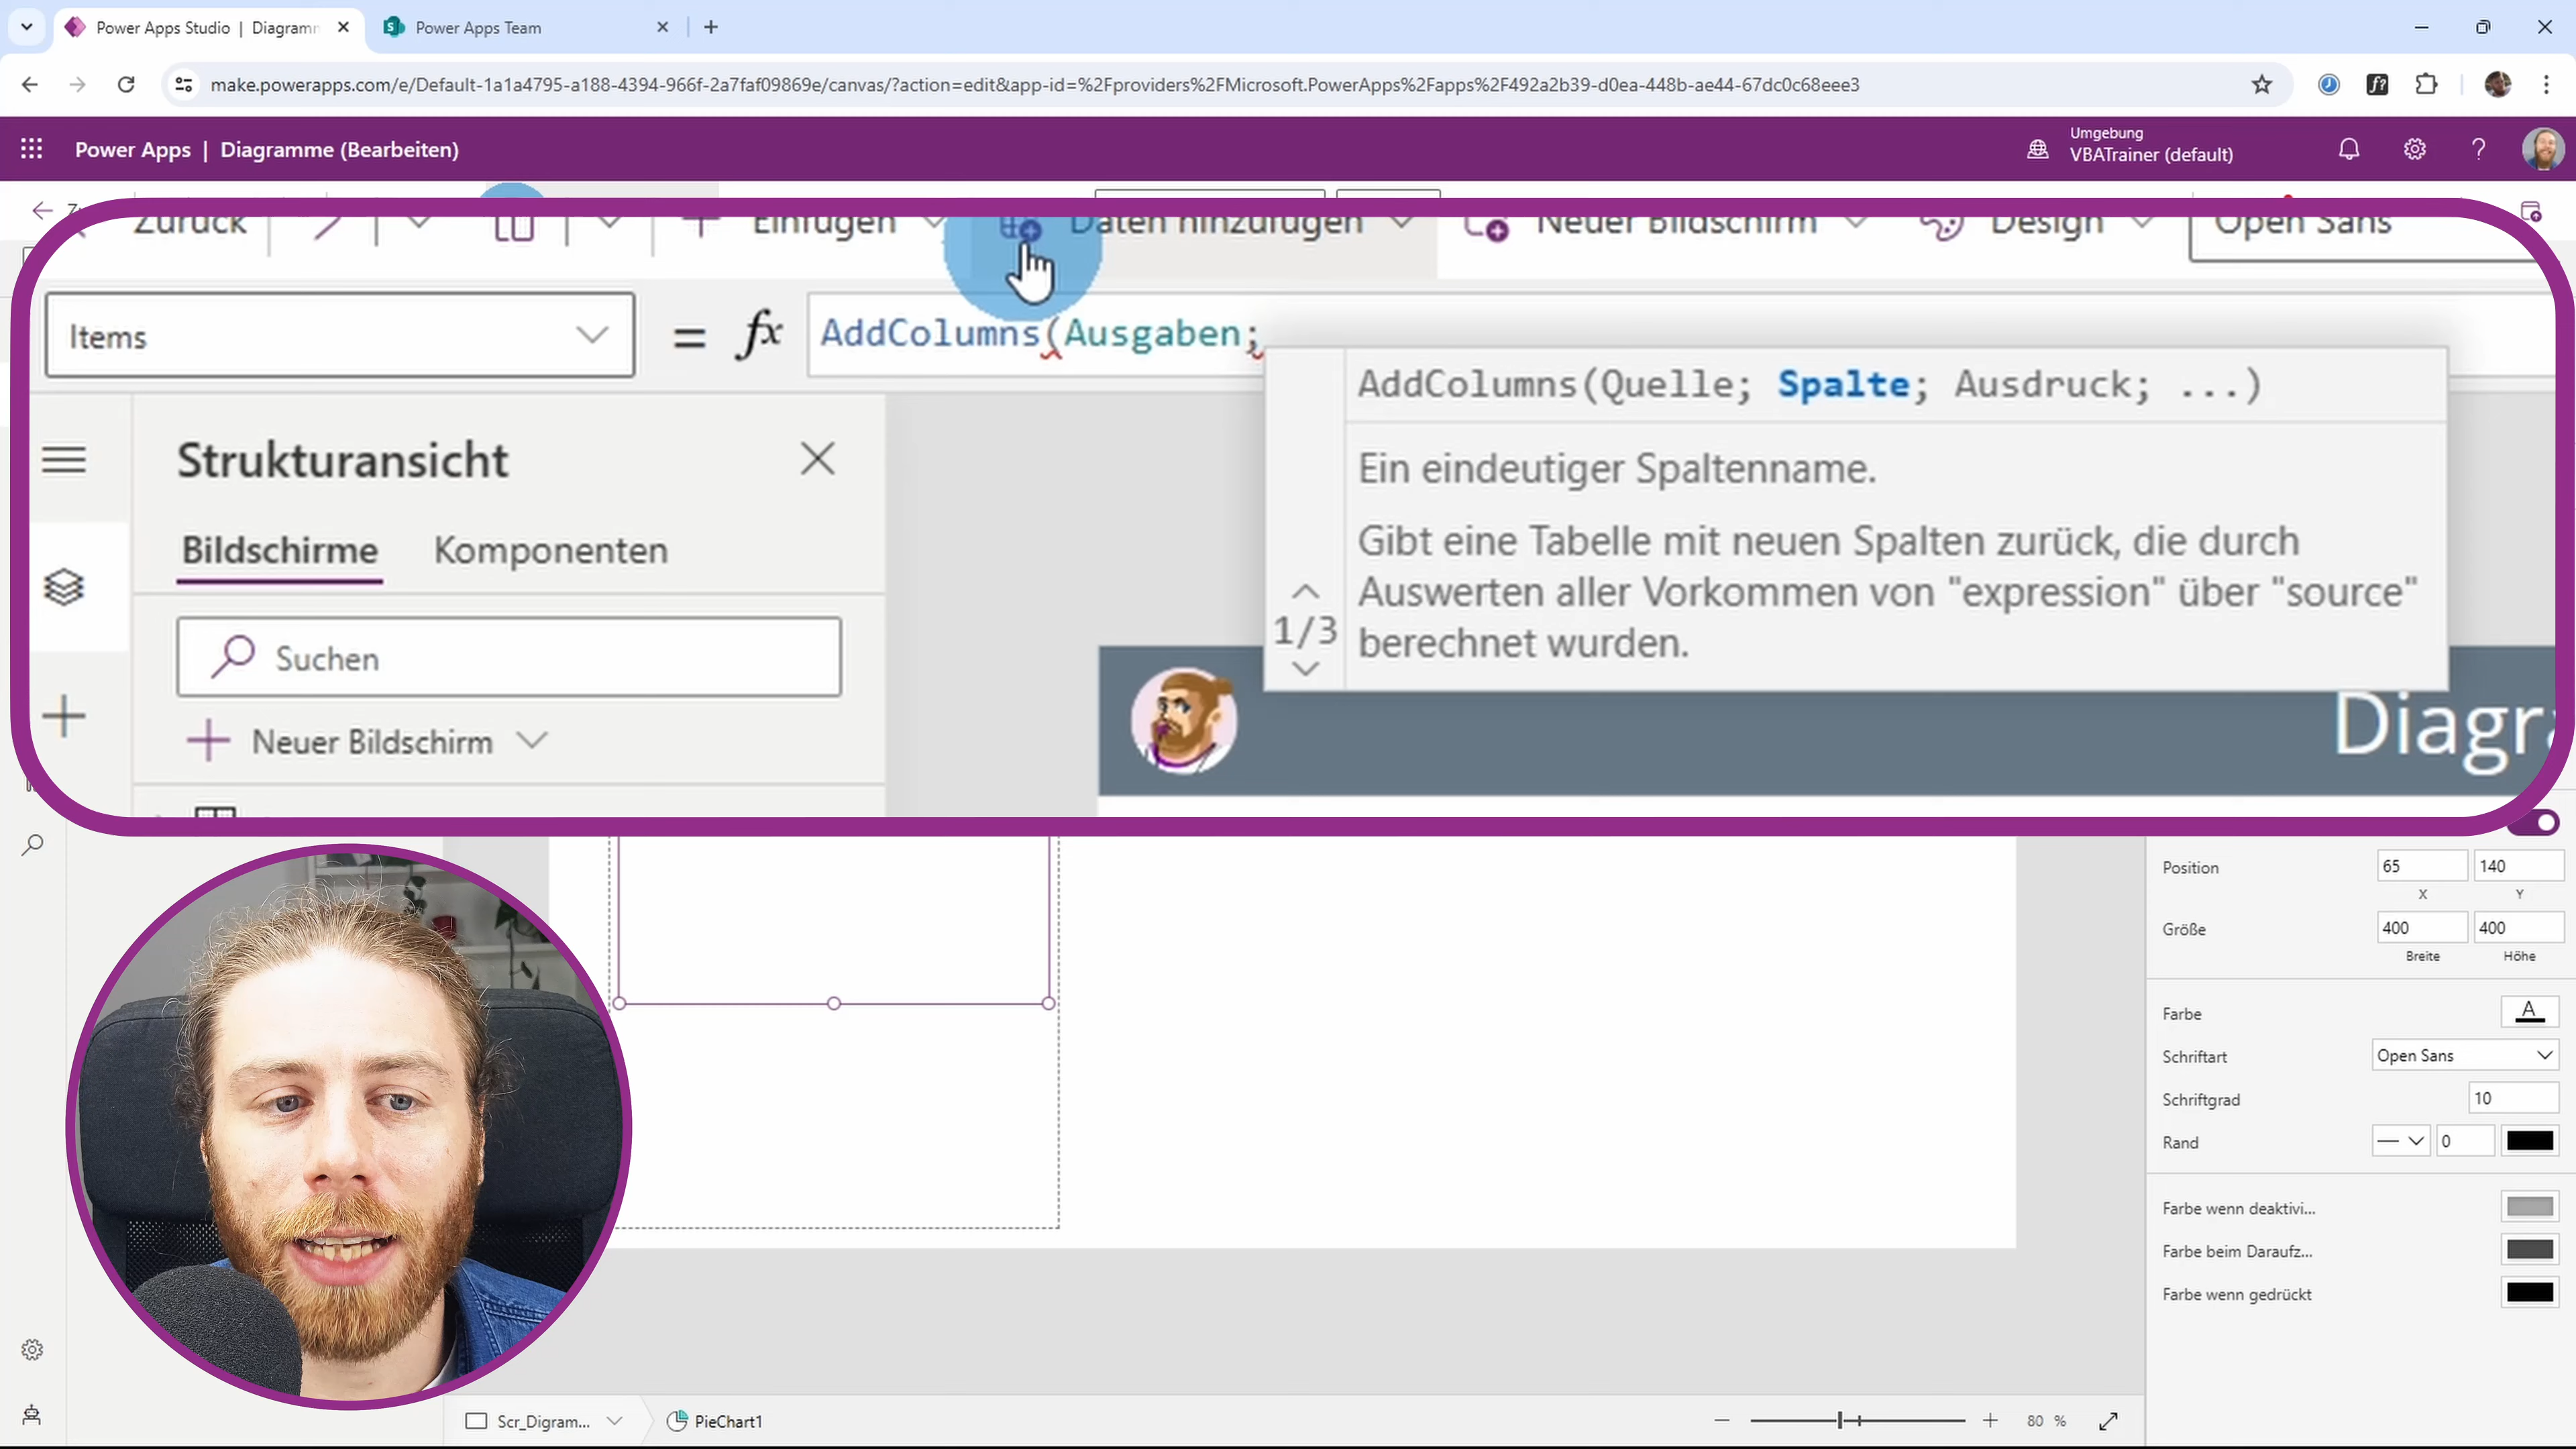 Power Apps Studio | Diagramm
Power Apps Team
make.powerapps.com/e/Default-1a1a4795-a188-4394-966f-2a7faf09869e/canvas/?action=edit&app-id=%2Fproviders%2FMicrosoft.PowerApps%2Fapps%2F492a2b39-d0ea-448b-ae44-67dc0c68eee3
Power Apps | Diagramme (Bearbeiten)
Umgebung
VBATrainer (default)
Zurück
Einfügen
Daten hinzufügen
Neuer Bildschirm
Design
Open Sans
Items
= fx
AddColumns(Ausgaben;
AddColumns(Quelle; Spalte; Ausdruck; ...)
Ein eindeutiger Spaltenname.
Gibt eine Tabelle mit neuen Spalten zurück, die durch
Auswerten aller Vorkommen von "expression" über "source"
berechnet wurden.
1/3
Strukturansicht
Bildschirme
Komponenten
Suchen
Neuer Bildschirm
Diagra
Position
65
140
X
Y
Größe
400
400
Breite
Höhe
Farbe
A
Schriftart
Open Sans
Schriftgrad
10
Rand
0
Farbe wenn deaktivi...
Farbe beim Daraufz...
Farbe wenn gedrückt
Scr_Digram...
PieChart1
80 %